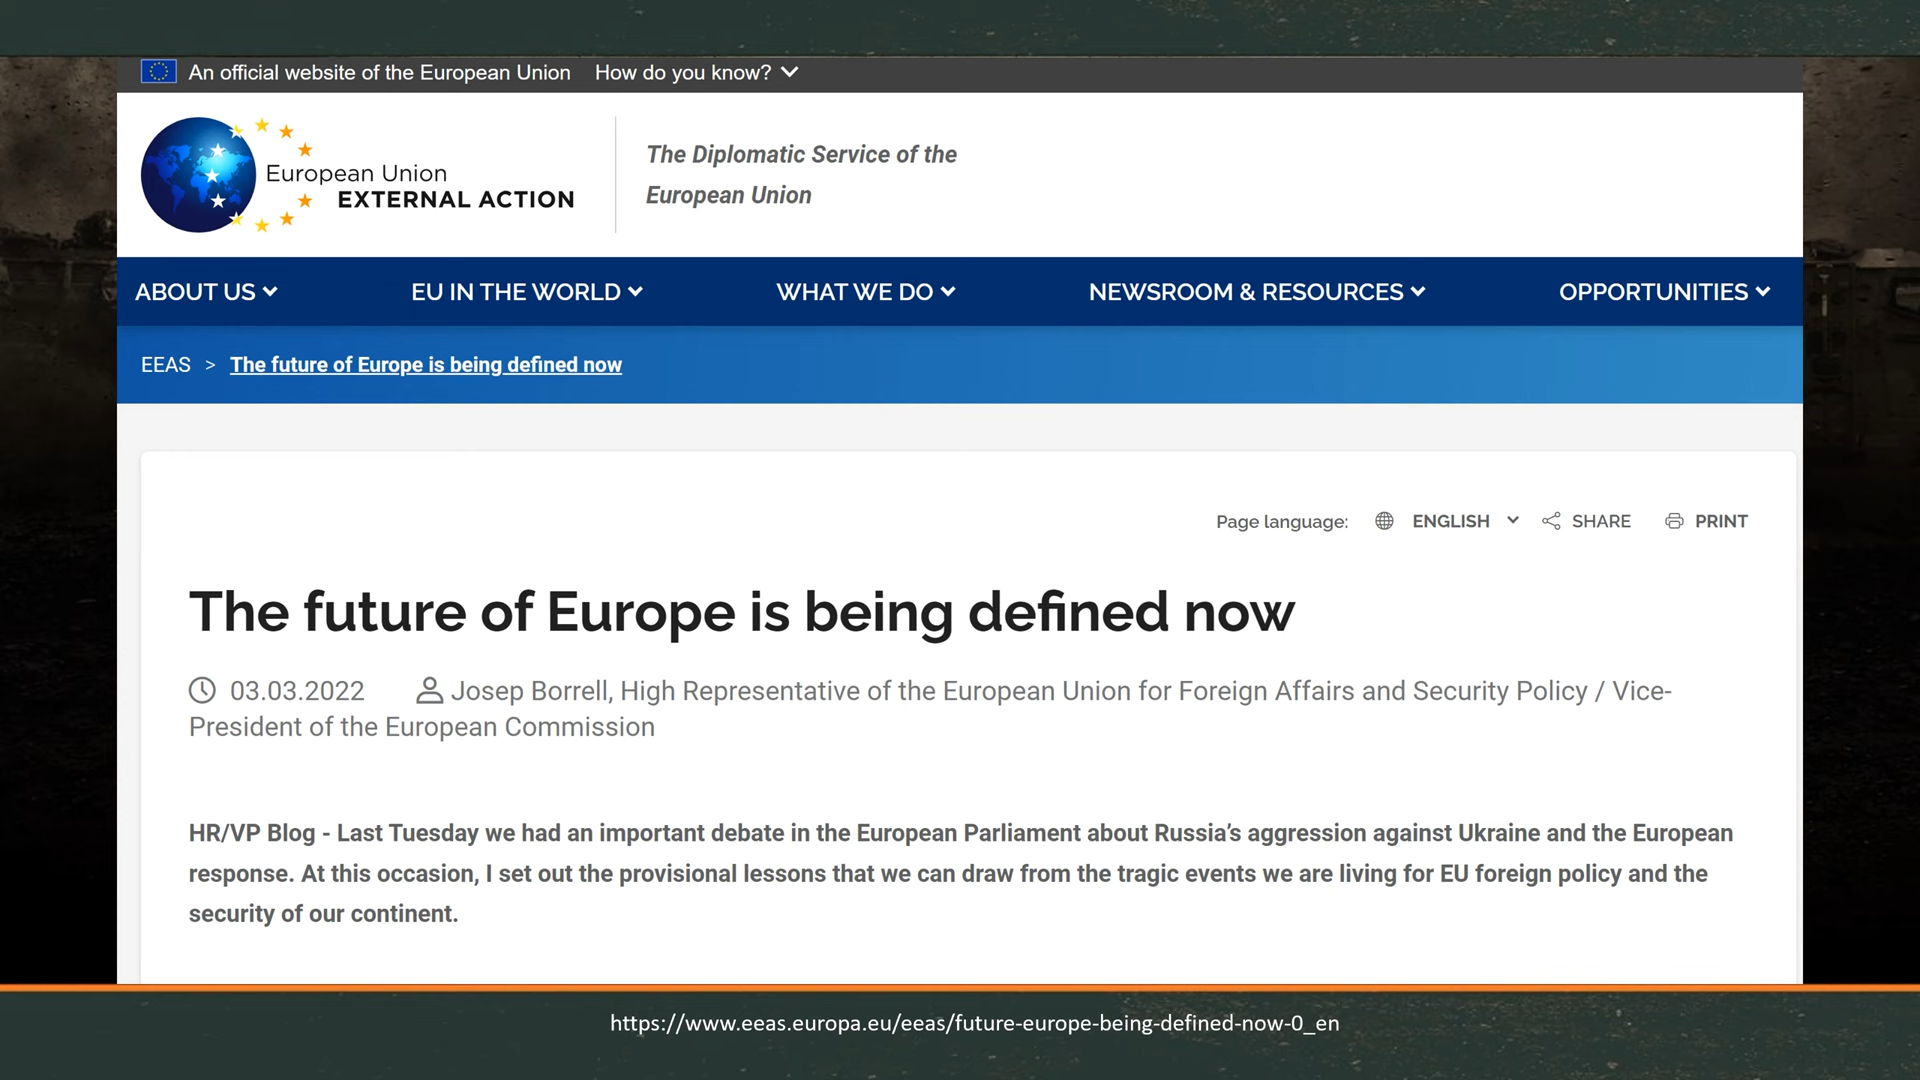 An official website of the European Union How do you know?
European Union
EXTERNAL ACTION
The Diplomatic Service of the
European Union
ABOUT US EU IN THE WORLD WHAT WE DO NEWSROOM & RESOURCES OPPORTUNITIES
EEAS > The future of Europe is being defined now
Page language: ENGLISH SHARE PRINT
The future of Europe is being defined now
03.03.2022 Josep Borrell, High Representative of the European Union for Foreign Affairs and Security Policy / Vice-
President of the European Commission
HR/VP Blog - Last Tuesday we had an important debate in the European Parliament about Russia’s aggression against Ukraine and the European
response. At this occasion, I set out the provisional lessons that we can draw from the tragic events we are living for EU foreign policy and the
security of our continent.
https://www.eeas.europa.eu/eeas/future-europe-being-defined-now-0_en